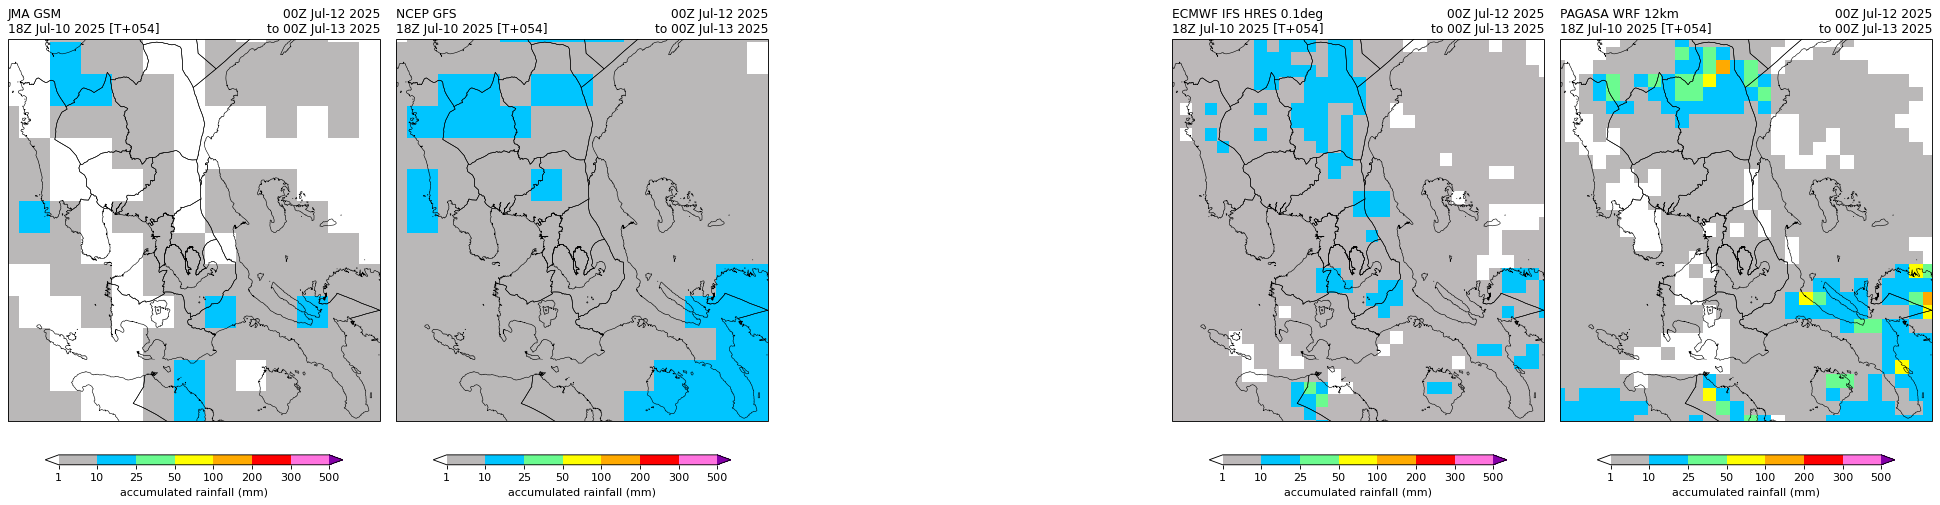 JMA GSM 00Z Jul-12 2025
18Z Jul-10 2025 [T+054] to 00Z Jul-13 2025
NCEP GFS 00Z Jul-12 2025
18Z Jul-10 2025 [T+054] to 00Z Jul-13 2025
ECMWF IFS HRES 0.1deg 00Z Jul-12 2025
18Z Jul-10 2025 [T+054] to 00Z Jul-13 2025
PAGASA WRF 12km 00Z Jul-12 2025
18Z Jul-10 2025 [T+054] to 00Z Jul-13 2025
1 10 25 50 100 200 300 500
accumulated rainfall (mm)
1 10 25 50 100 200 300 500
accumulated rainfall (mm)
1 10 25 50 100 200 300 500
accumulated rainfall (mm)
1 10 25 50 100 200 300 500
accumulated rainfall (mm)